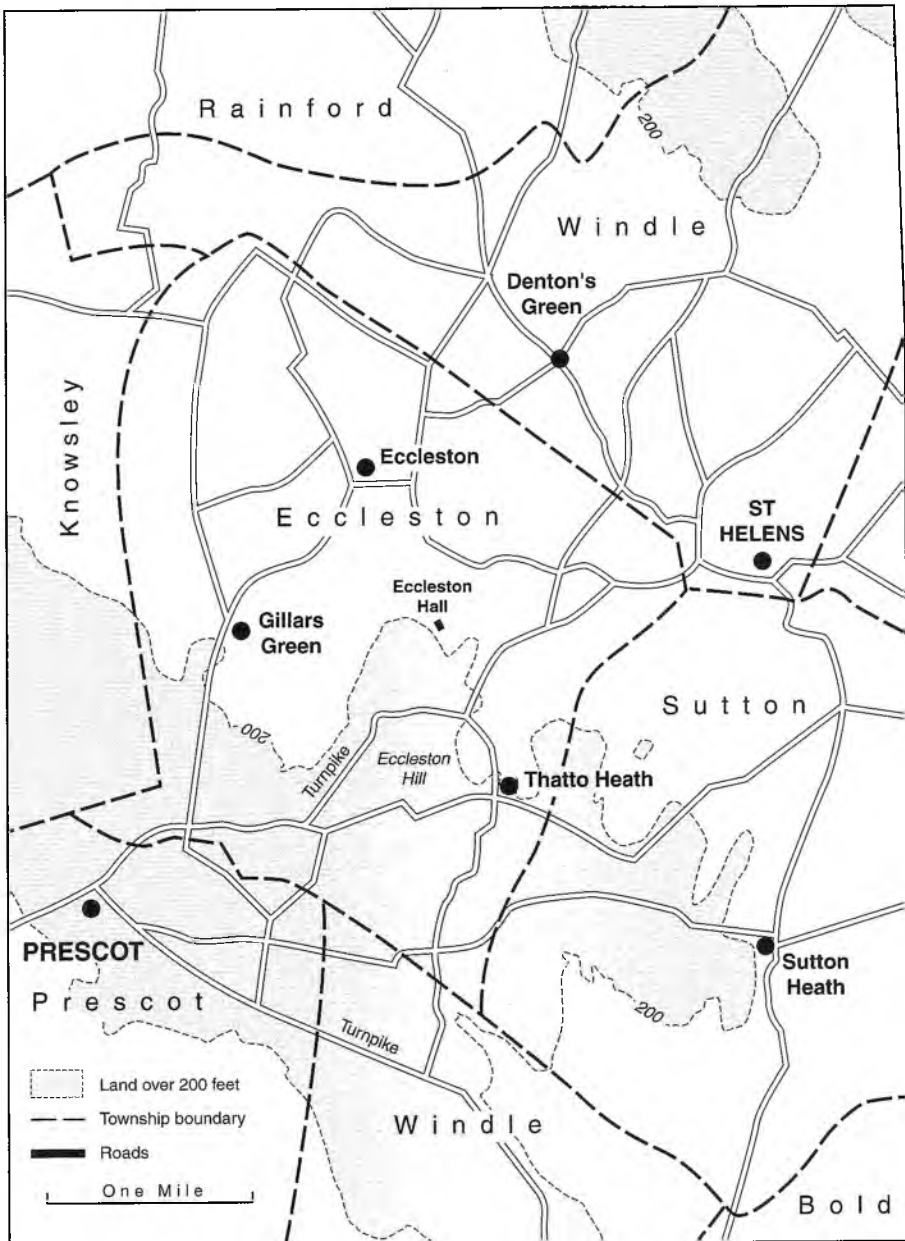 Rainford
200
Windle
Denton's
Green
Knowsley
Eccleston
Eccleston
ST
HELENS
Eccleston
Hall
Gillars
Green
Sutton
200
Turnpike
Eccleston
Hill
Thatto Heath
PRESCOT
Prescot
Sutton
Heath
200
Turnpike
Windle
Bold
Land over 200 feet
Township boundary
Roads
One Mile